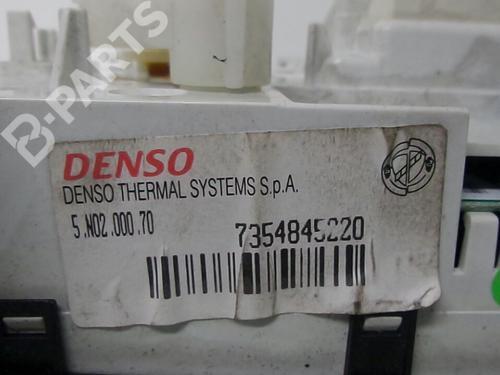 B-PARTS
DENSO
DENSO THERMAL SYSTEMS S.p.A.
5.N02.000.70
7354845220